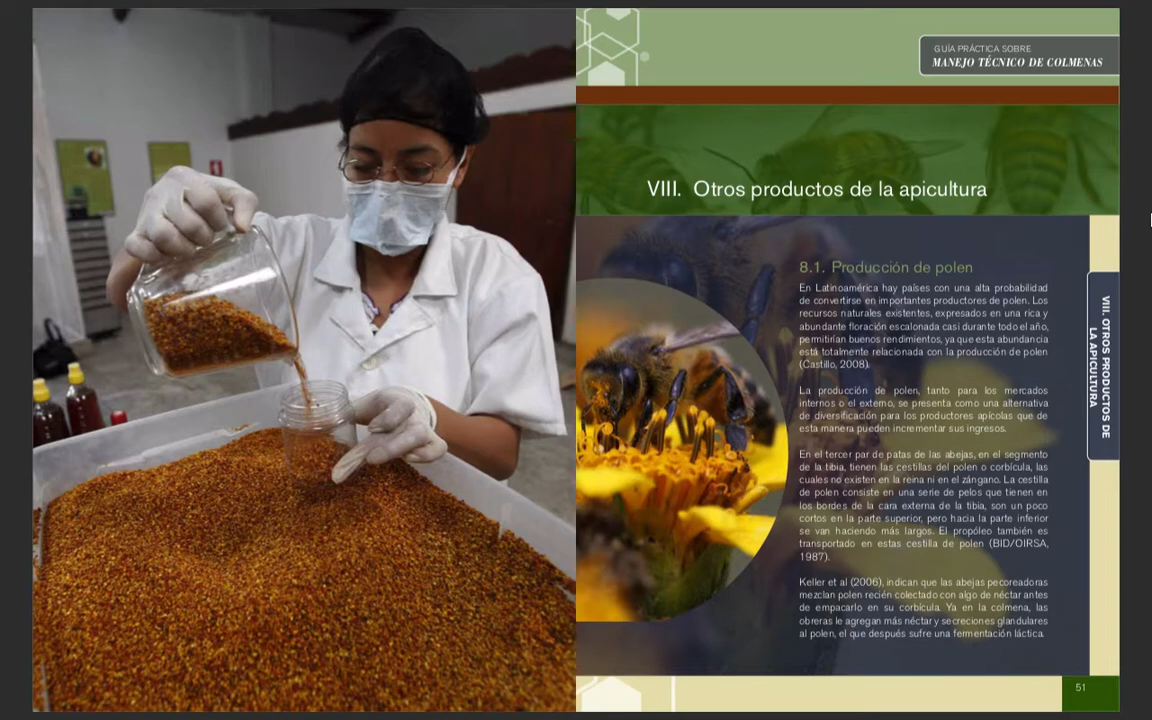 GUÍA PRÁCTICA SOBRE
MANEJO TÉCNICO DE COLMENAS
VIII. Otros productos de la apicultura
8.1. Producción de polen
En Latinoamérica hay países con una alta probabilidad
de convertirse en importantes productores de polen. Los
recursos naturales existentes, expresados en una rica y
abundante floración escalonada casi durante todo el año,
permitirían buenos rendimientos, ya que esta abundancia
está totalmente relacionada con la producción de polen
(Castillo, 2008).
La producción de polen, tanto para los mercados
internos o el externo, se presenta como una alternativa
de diversificación para los productores apícolas que de
esta manera pueden incrementar sus ingresos.
En el tercer par de patas de las abejas, en el segmento
de la tibia, tienen las cestillas del polen o corbícula, las
cuales no existen en la reina ni en el zángano. La cestilla
de polen consiste en una serie de pelos que tienen en
los bordes de la cara externa de la tibia, son un poco
cortos en la parte superior, pero hacia la parte inferior
se van haciendo más largos. El propóleo también es
transportado en estas cestilla de polen (BID/OIRSA,
1987).
Keller et al (2006), indican que las abejas pecoreadoras
mezclan polen recién colectado con algo de néctar antes
de empacarlo en su corbícula. Ya en la colmena, las
obreras le agregan más néctar y secreciones glandulares
al polen, el que después sufre una fermentación láctica.
VIII. OTROS PRODUCTOS DE
LA APICULTURA
51